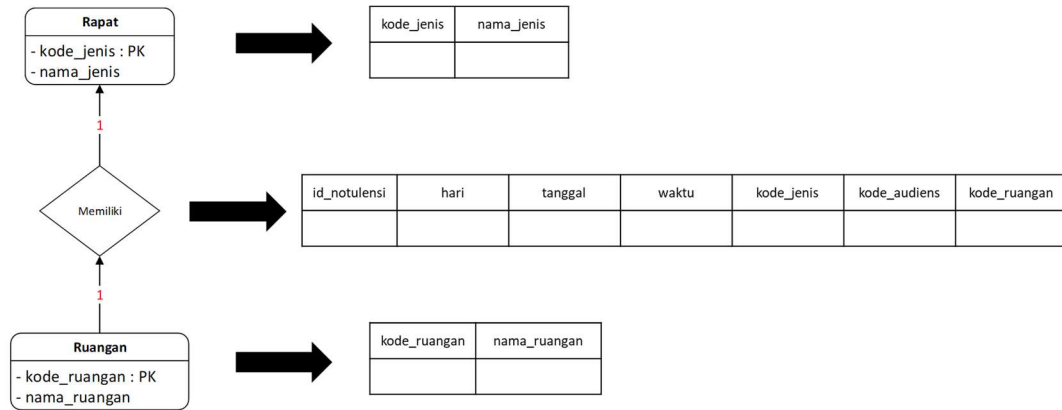 Rapat
- kode_jenis : PK
- nama_jenis
kode_jenis nama_jenis
1
Memiliki
id_notulensi hari tanggal waktu kode_jenis kode_audiens kode_ruangan
1
Ruangan
- kode_ruangan : PK
- nama_ruangan
kode_ruangan nama_ruangan